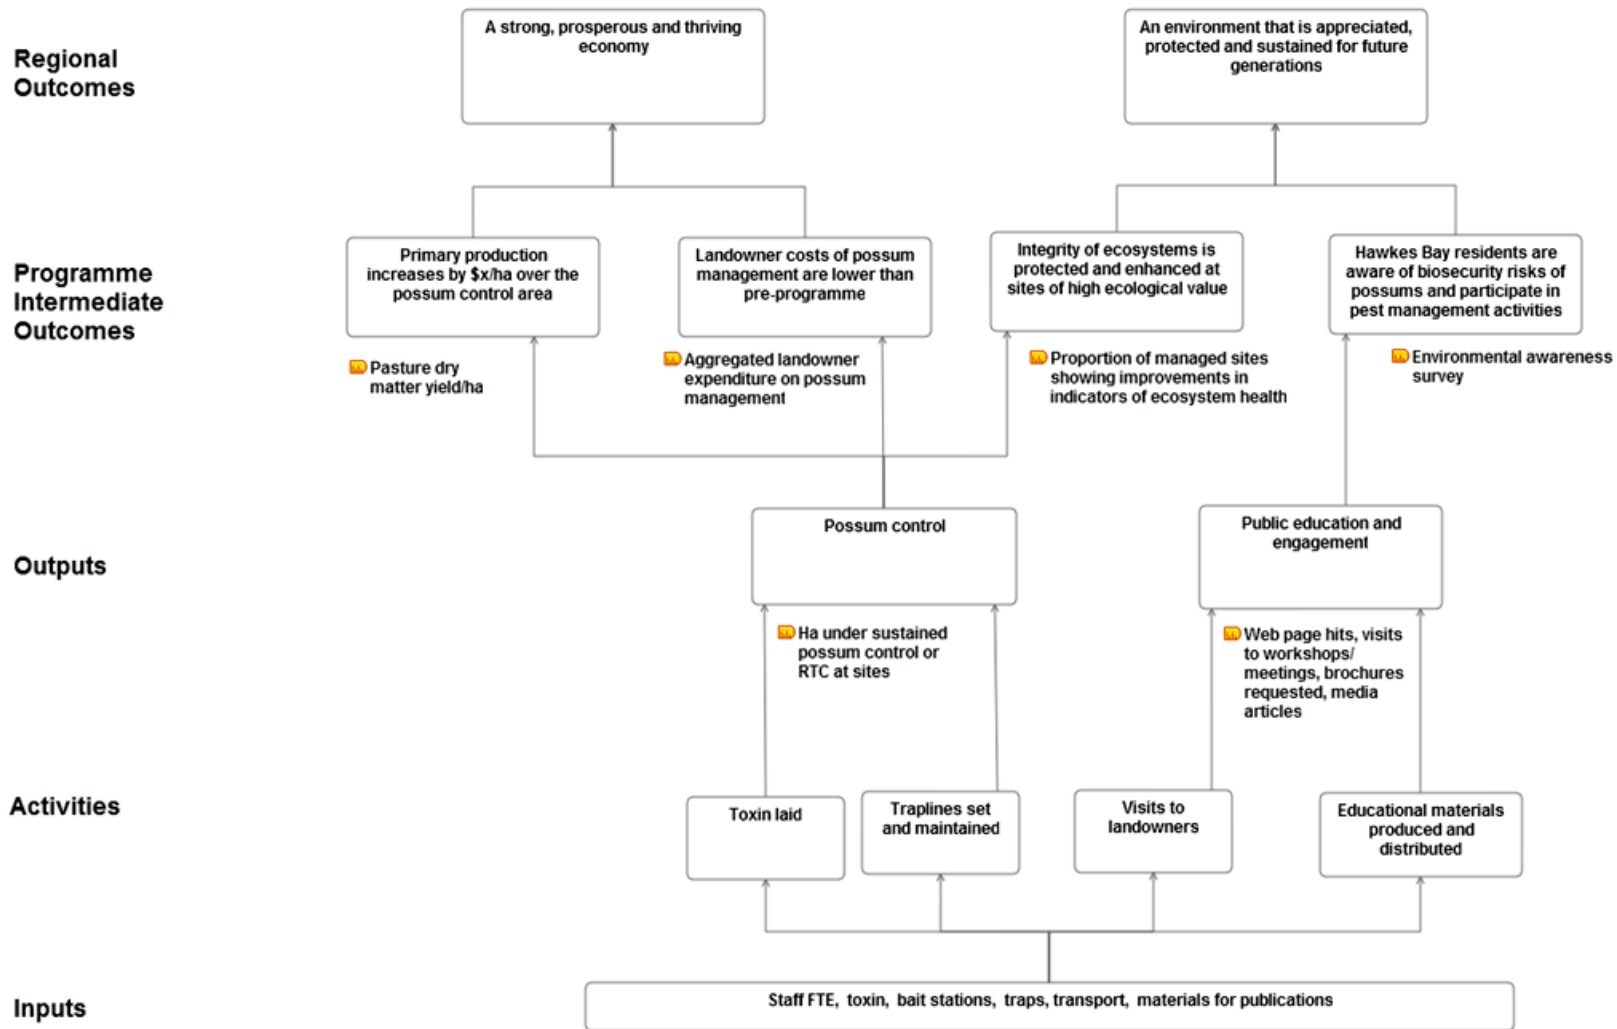 Regional
Outcomes
A strong, prosperous and thriving
economy
An environment that is appreciated,
protected and sustained for future
generations
Programme
Intermediate
Outcomes
Primary production
increases by $x/ha over the
possum control area
Landowner costs of possum
management are lower than
pre-programme
Integrity of ecosystems is
protected and enhanced at
sites of high ecological value
Hawkes Bay residents are
aware of biosecurity risks of
possums and participate in
pest management activities
Pasture dry
matter yield/ha
Aggregated landowner
expenditure on possum
management
Proportion of managed sites
showing improvements in
indicators of ecosystem health
Environmental awareness
survey
Outputs
Possum control
Public education and
engagement
Ha under sustained
possum control or
RTC at sites
Web page hits, visits
to workshops/
meetings, brochures
requested, media
articles
Activities
Toxin laid
Traplines set
and maintained
Visits to
landowners
Educational materials
produced and
distributed
Inputs
Staff FTE, toxin, bait stations, traps, transport, materials for publications